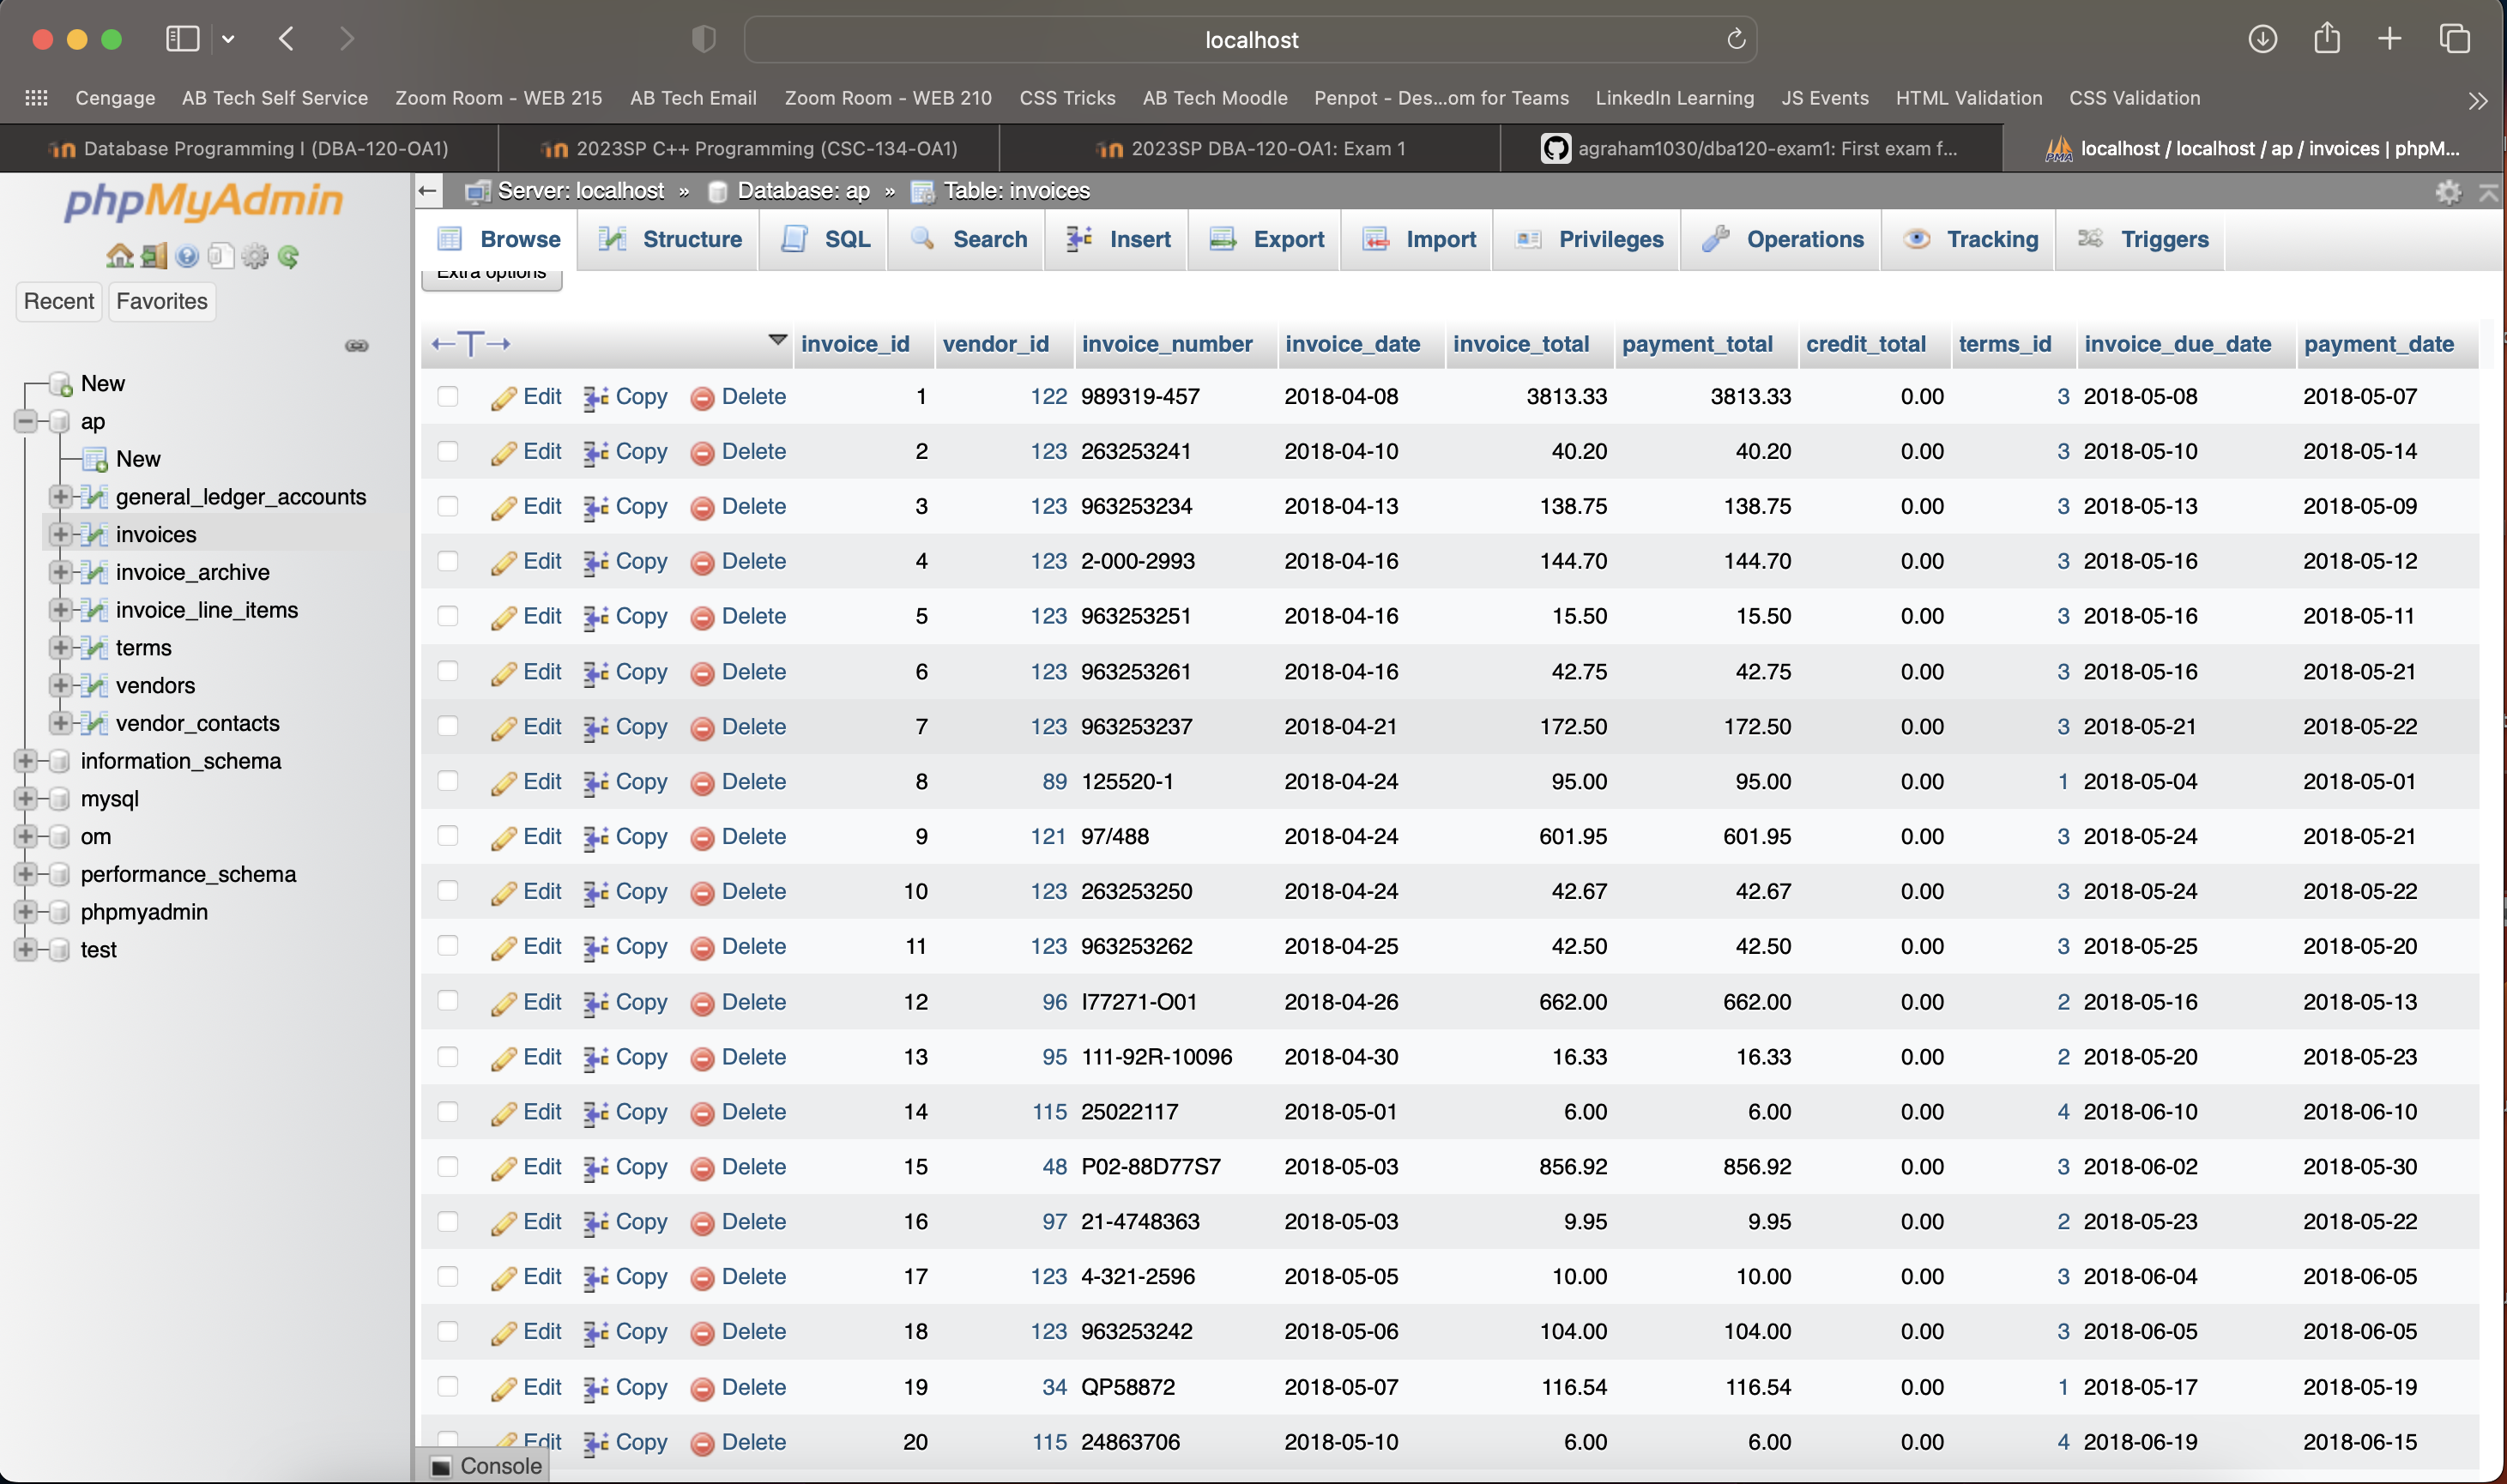 localhost
Cengage AB Tech Self Service Zoom Room - WEB 215 AB Tech Email Zoom Room - WEB 210 CSS Tricks AB Tech Moodle Penpot - Des...om for Teams LinkedIn Learning JS Events HTML Validation CSS Validation
Database Programming I (DBA-120-OA1) 2023SP C++ Programming (CSC-134-OA1) 2023SP DBA-120-OA1: Exam 1 agraham1030/dba120-exam1: First exam f... localhost / localhost / ap / invoices | phpM...
phpMyAdmin
Recent Favorites
New
ap
New
general_ledger_accounts
invoices
invoice_archive
invoice_line_items
terms
vendors
vendor_contacts
information_schema
mysql
om
performance_schema
phpmyadmin
test
Server: localhost » Database: ap » Table: invoices
Browse Structure SQL Search Insert Export Import Privileges Operations Tracking Triggers
Extra options
←T→ invoice_id vendor_id invoice_number invoice_date invoice_total payment_total credit_total terms_id invoice_due_date payment_date
Edit Copy Delete 1 122 989319-457 2018-04-08 3813.33 3813.33 0.00 3 2018-05-08 2018-05-07
Edit Copy Delete 2 123 263253241 2018-04-10 40.20 40.20 0.00 3 2018-05-10 2018-05-14
Edit Copy Delete 3 123 963253234 2018-04-13 138.75 138.75 0.00 3 2018-05-13 2018-05-09
Edit Copy Delete 4 123 2-000-2993 2018-04-16 144.70 144.70 0.00 3 2018-05-16 2018-05-12
Edit Copy Delete 5 123 963253251 2018-04-16 15.50 15.50 0.00 3 2018-05-16 2018-05-11
Edit Copy Delete 6 123 963253261 2018-04-16 42.75 42.75 0.00 3 2018-05-16 2018-05-21
Edit Copy Delete 7 123 963253237 2018-04-21 172.50 172.50 0.00 3 2018-05-21 2018-05-22
Edit Copy Delete 8 89 125520-1 2018-04-24 95.00 95.00 0.00 1 2018-05-04 2018-05-01
Edit Copy Delete 9 121 97/488 2018-04-24 601.95 601.95 0.00 3 2018-05-24 2018-05-21
Edit Copy Delete 10 123 263253250 2018-04-24 42.67 42.67 0.00 3 2018-05-24 2018-05-22
Edit Copy Delete 11 123 963253262 2018-04-25 42.50 42.50 0.00 3 2018-05-25 2018-05-20
Edit Copy Delete 12 96 I77271-O01 2018-04-26 662.00 662.00 0.00 2 2018-05-16 2018-05-13
Edit Copy Delete 13 95 111-92R-10096 2018-04-30 16.33 16.33 0.00 2 2018-05-20 2018-05-23
Edit Copy Delete 14 115 25022117 2018-05-01 6.00 6.00 0.00 4 2018-06-10 2018-06-10
Edit Copy Delete 15 48 P02-88D77S7 2018-05-03 856.92 856.92 0.00 3 2018-06-02 2018-05-30
Edit Copy Delete 16 97 21-4748363 2018-05-03 9.95 9.95 0.00 2 2018-05-23 2018-05-22
Edit Copy Delete 17 123 4-321-2596 2018-05-05 10.00 10.00 0.00 3 2018-06-04 2018-06-05
Edit Copy Delete 18 123 963253242 2018-05-06 104.00 104.00 0.00 3 2018-06-05 2018-06-05
Edit Copy Delete 19 34 QP58872 2018-05-07 116.54 116.54 0.00 1 2018-05-17 2018-05-19
Edit Copy Delete 20 115 24863706 2018-05-10 6.00 6.00 0.00 4 2018-06-19 2018-06-15
Console